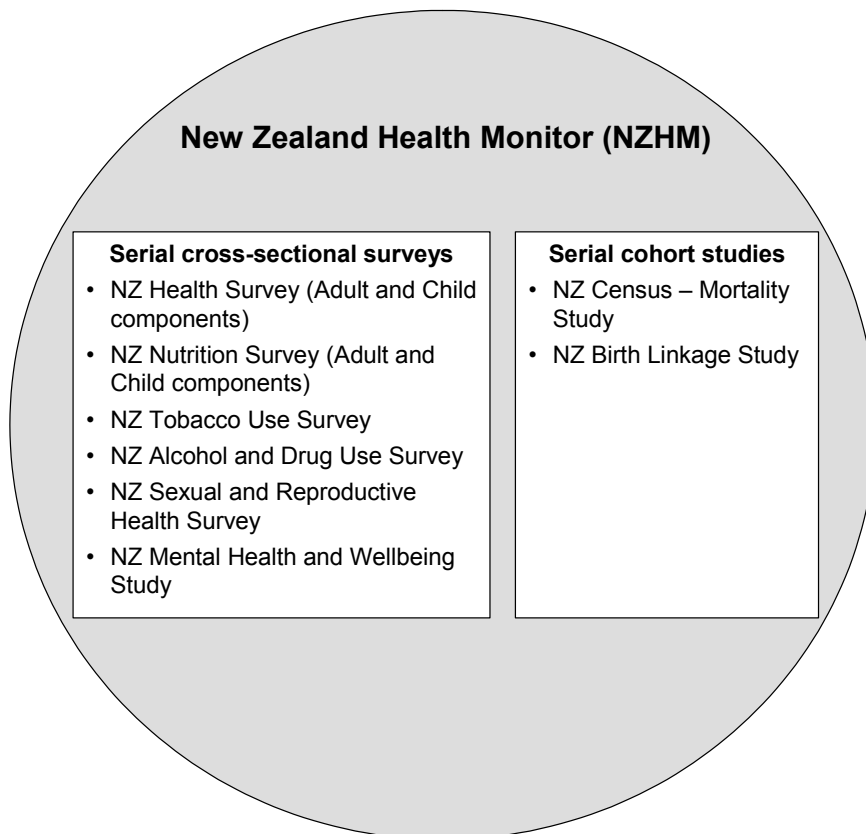 New Zealand Health Monitor (NZHM)
Serial cross-sectional surveys
• NZ Health Survey (Adult and Child
components)
• NZ Nutrition Survey (Adult and
Child components)
• NZ Tobacco Use Survey
• NZ Alcohol and Drug Use Survey
• NZ Sexual and Reproductive
Health Survey
• NZ Mental Health and Wellbeing
Study
Serial cohort studies
• NZ Census – Mortality
Study
• NZ Birth Linkage Study